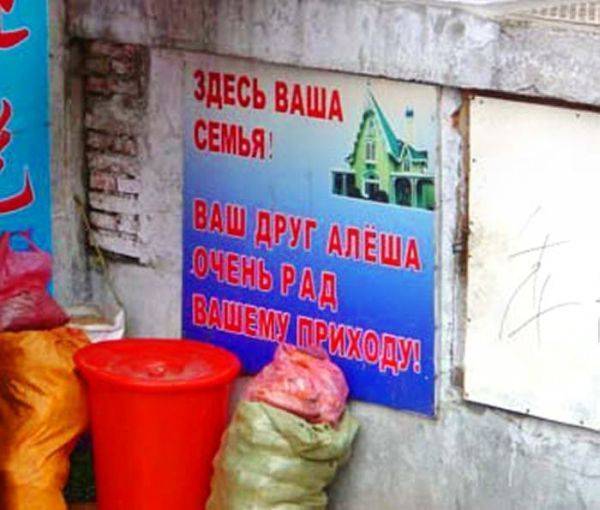 ЗДЕСЬ ВАША
СЕМЬЯ!
ВАШ ДРУГ АЛЁША
ОЧЕНЬ РАД
ВАШЕМУ ПРИХОДУ!